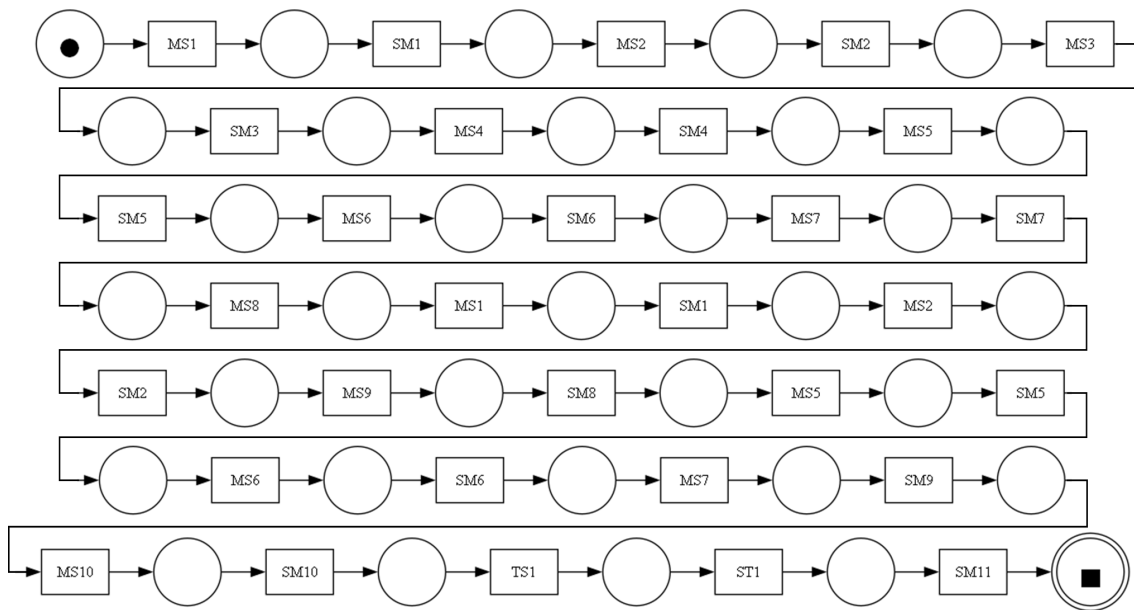 MS1 SM1 MS2 SM2 MS3
SM3 MS4 SM4 MS5
SM5 MS6 SM6 MS7 SM7
MS8 MS1 SM1 MS2
SM2 MS9 SM8 MS5 SM5
MS6 SM6 MS7 SM9
MS10 SM10 TS1 ST1 SM11